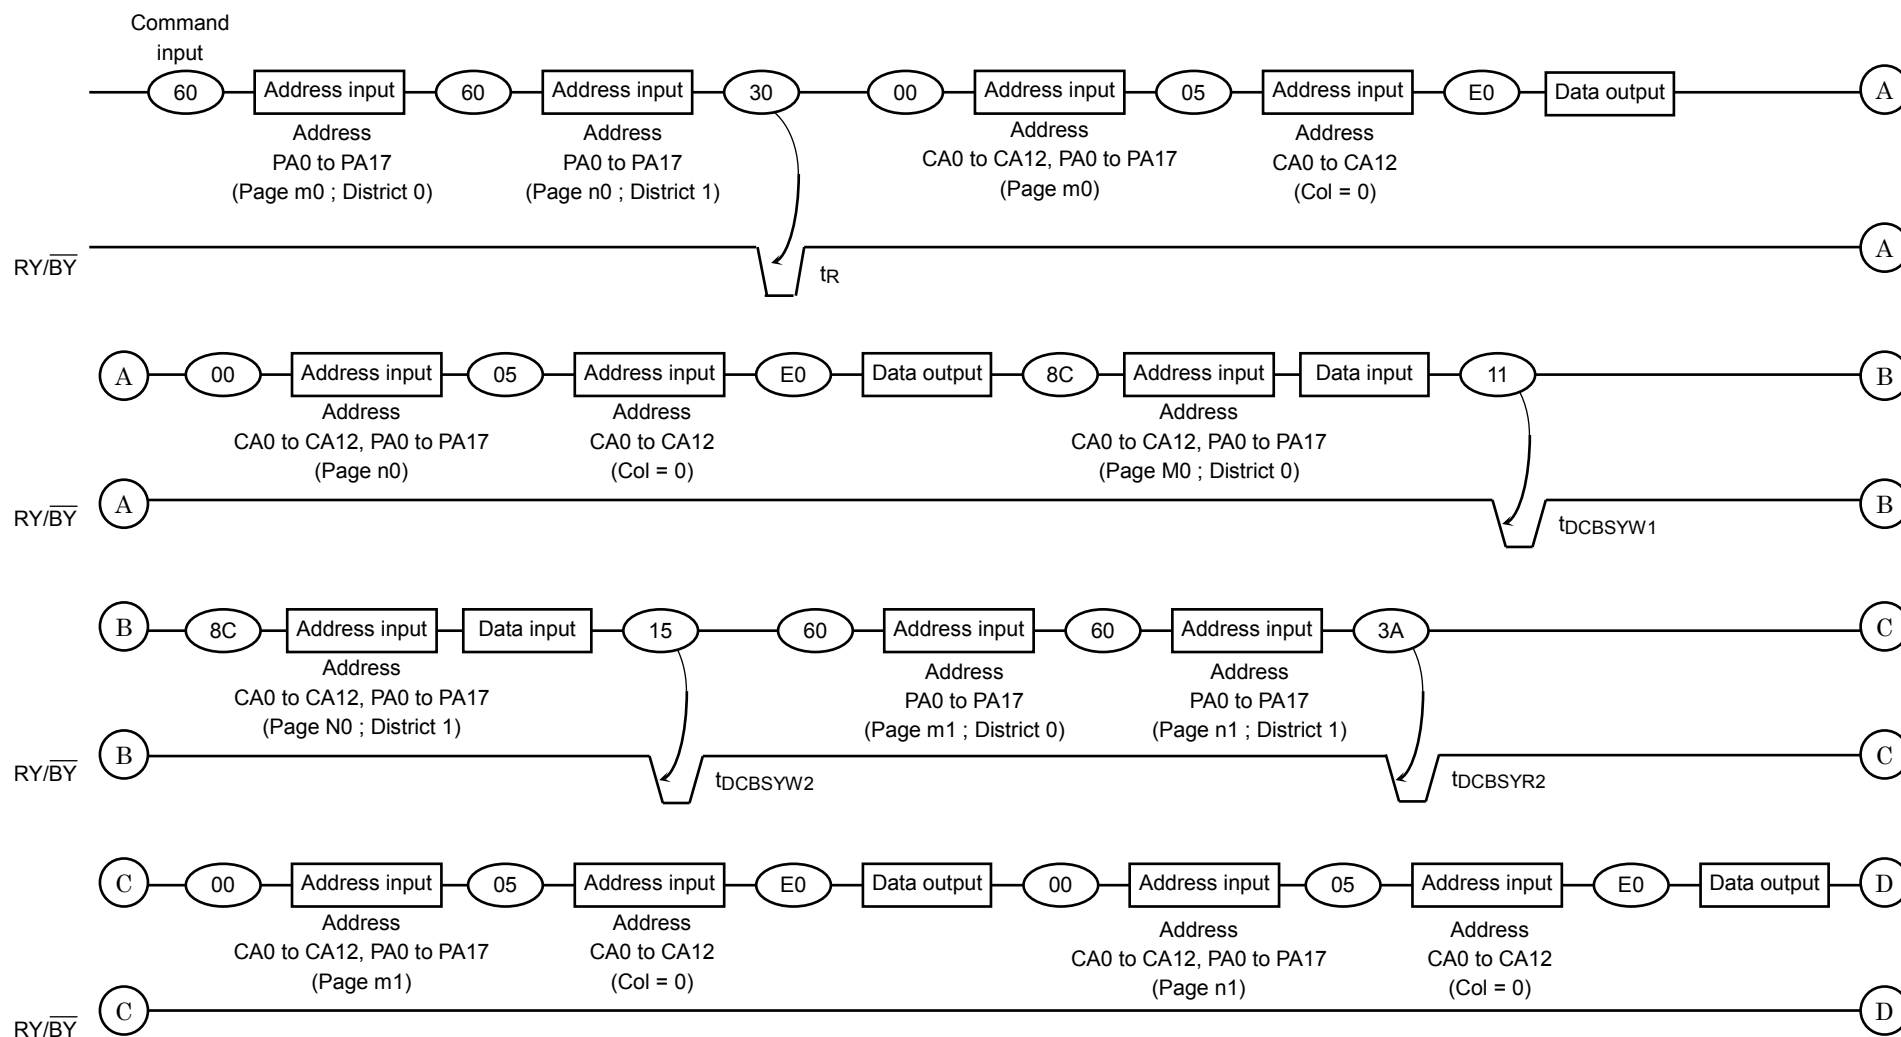 Command
input
60 Address input 60 Address input 30 00 Address input 05 Address input E0 Data output A
Address Address Address Address
PA0 to PA17 PA0 to PA17 CA0 to CA12, PA0 to PA17 CA0 to CA12
(Page m0 ; District 0) (Page n0 ; District 1) (Page m0) (Col = 0)
RY/BY tR A
A 00 Address input 05 Address input E0 Data output 8C Address input Data input 11 B
Address Address Address
CA0 to CA12, PA0 to PA17 CA0 to CA12 CA0 to CA12, PA0 to PA17
(Page n0) (Col = 0) (Page M0 ; District 0)
RY/BY A tDCBSYW1 B
B 8C Address input Data input 15 60 Address input 60 Address input 3A C
Address Address Address
CA0 to CA12, PA0 to PA17 PA0 to PA17 PA0 to PA17
(Page N0 ; District 1) (Page m1 ; District 0) (Page n1 ; District 1)
RY/BY B tDCBSYW2 tDCBSYR2 C
C 00 Address input 05 Address input E0 Data output 00 Address input 05 Address input E0 Data output D
Address Address Address Address
CA0 to CA12, PA0 to PA17 CA0 to CA12 CA0 to CA12, PA0 to PA17 CA0 to CA12
(Page m1) (Col = 0) (Page n1) (Col = 0)
RY/BY C D